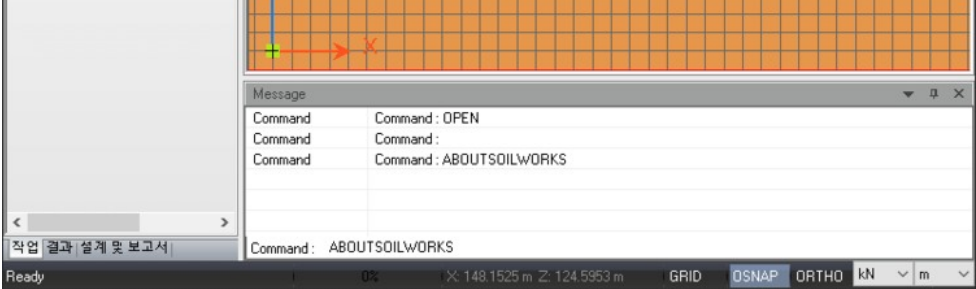 X
Message
Command Command : OPEN
Command Command :
Command Command : ABOUTSOILWORKS
작업 결과 설계 및 보고서
Command : ABOUTSOILWORKS
Ready 0% X: 148.1525 m Z: 124.5953 m GRID OSNAP ORTHO kN m